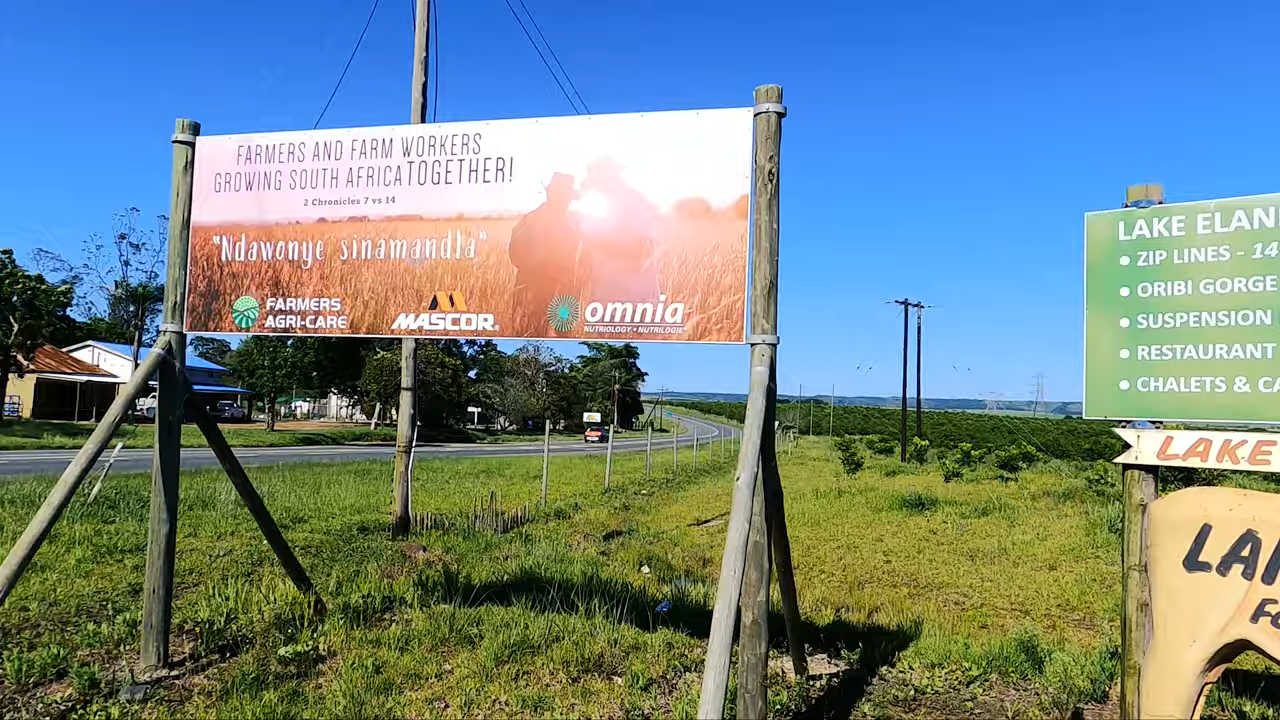 FARMERS AND FARM WORKERS
GROWING SOUTH AFRICA TOGETHER!
2 Chronicles 7 vs 14
"Ndawonye sinamandla"
FARMERS
AGRI-CARE
MASCOR
omnia
NUTRIOLOGY • NUTRILOGIE
LAKE ELAN
• ZIP LINES - 14
• ORIBI GORGE
• SUSPENSION
• RESTAURANT
• CHALETS & CA
LAKE
LA